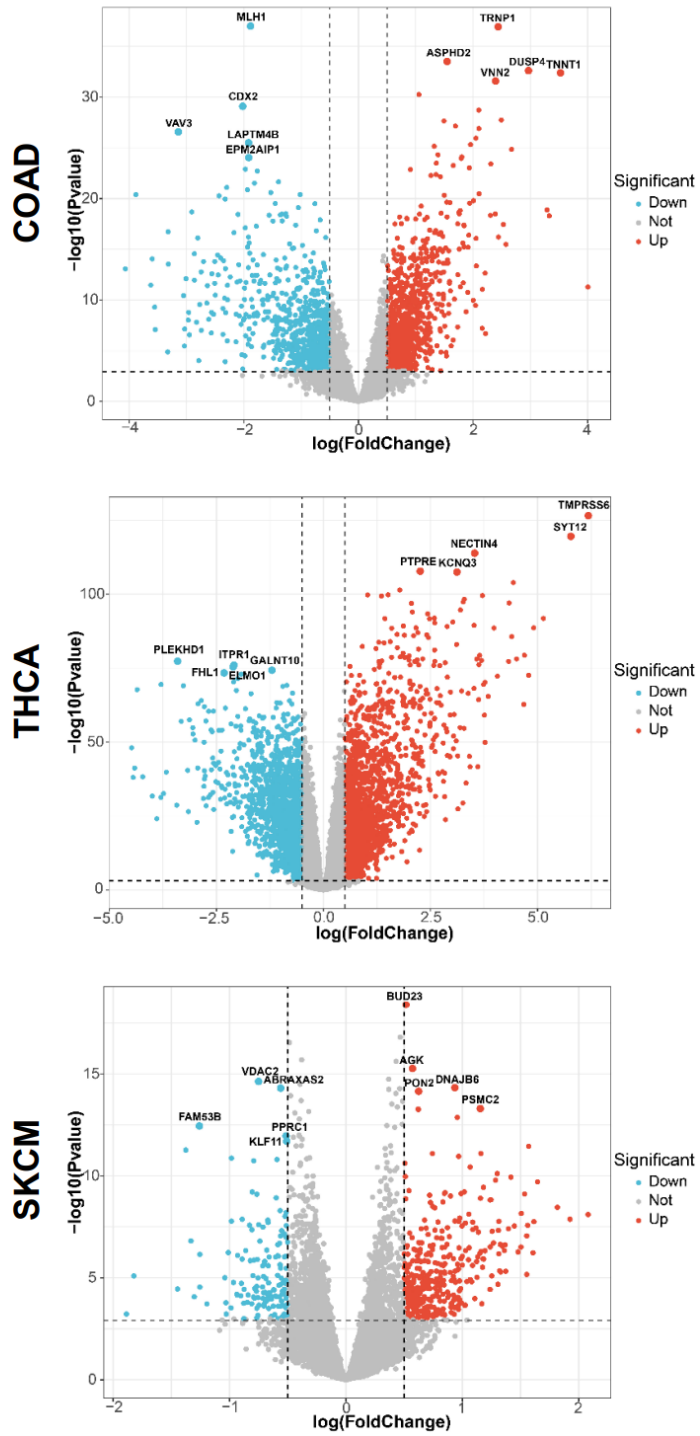 COAD
MLH1
TRNP1
ASPHD2
DUSP4
TNNT1
VNN2
CDX2
VAV3
LAPTM4B
EPM2AIP1
30
20
10
0
−log10(Pvalue)
−4
−2
0
2
4
log(FoldChange)
Significant
Down
Not
Up
THCA
TMPRSS6
SYT12
NECTIN4
PTPRE
KCNQ3
PLEKHD1
ITPR1
GALNT10
FHL1
ELMO1
100
50
0
−log10(Pvalue)
−5.0
−2.5
0.0
2.5
5.0
log(FoldChange)
Significant
Down
Not
Up
SKCM
BUD23
AGK
VDAC2
ABRAXAS2
PON2
DNAJB6
PSMC2
FAM53B
PPRC1
KLF11
15
10
5
0
−log10(Pvalue)
−2
−1
0
1
2
log(FoldChange)
Significant
Down
Not
Up